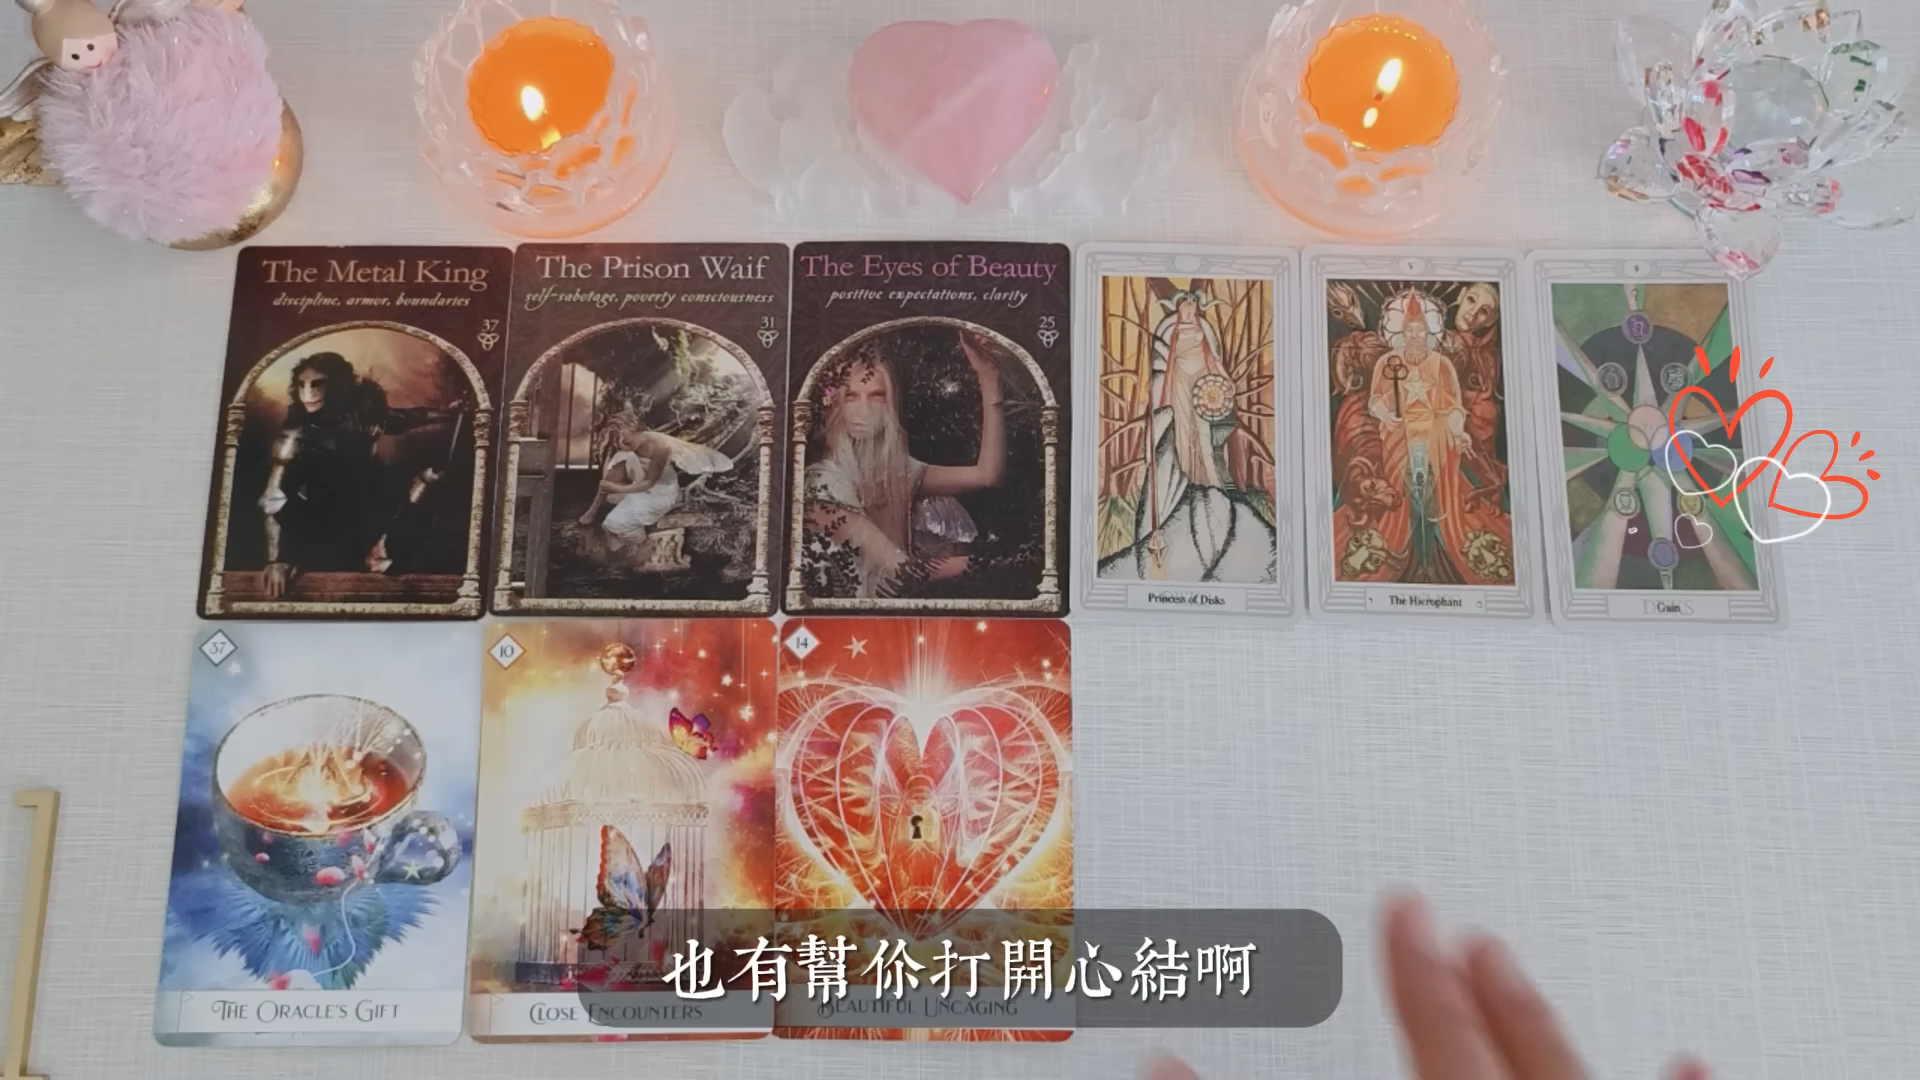 The Metal King
discipline, armor, boundaries
37
The Prison Waif
self-sabotage, poverty consciousness
31
The Eyes of Beauty
positive expectations, clarity
25
5
9
Princess of Disks
The Hierophant
Gain
37
10
14
The Oracle's Gift
Close Encounters
Beautiful Uncaging
也有幫你打開心結啊